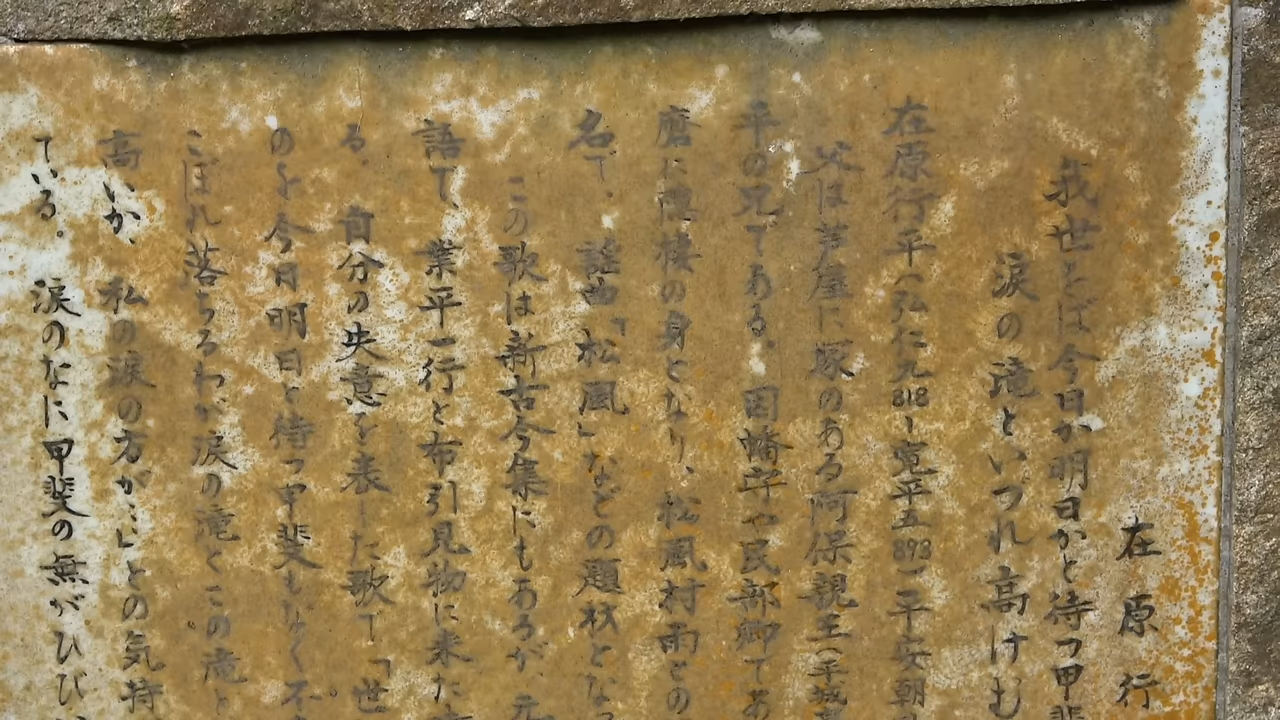 在原行
我世をば今日か明日かと待つ甲斐
涙の滝といづれ高けむ
在原行平(弘仁九818〜寛平五893)平安朝
父は芦屋に塚のある阿保親王(平城
平の兄である。因幡守や民部卿であ
磨に隠棲の身となり、松風村雨との
名で、謡曲「松風」などの題材となっ
この歌は新古今集にもあるが、元
語で、業平一行と布引見物に来た
る。自分の失意を表した歌で「世
のを今日明日と待つ甲斐もなく不
こぼれ落ちるわが涙の滝とこの滝と
高いか、私の涙の方が…」との気持
ている。涙のなに甲斐の無がひび